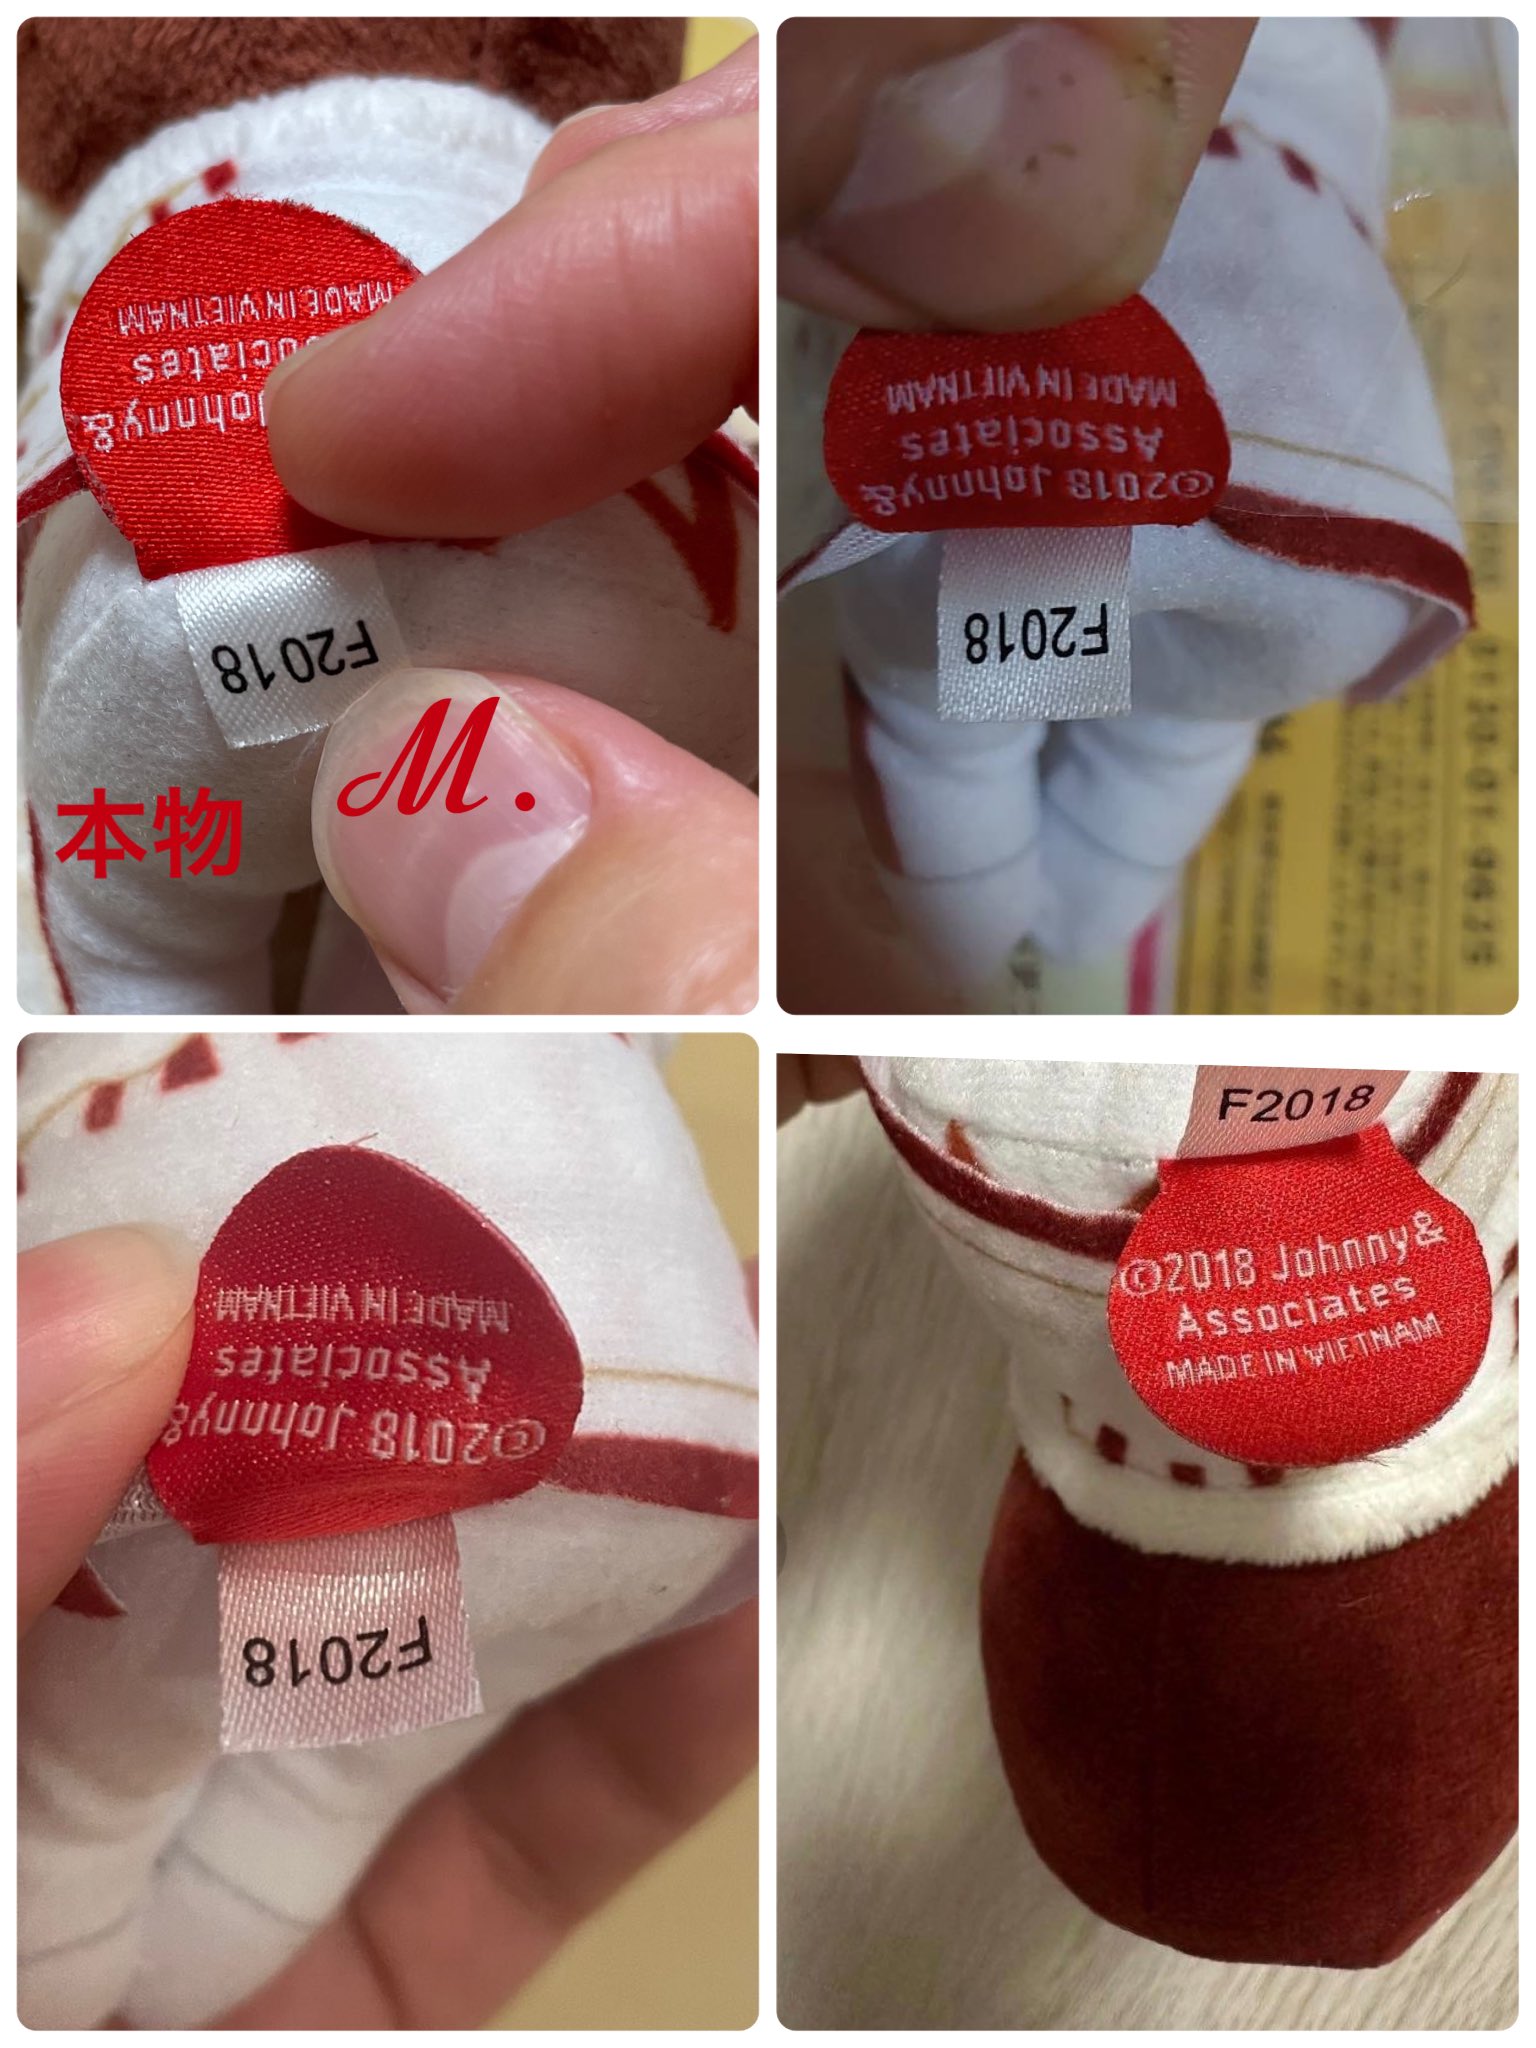 MADE IN VIETNAM
ociates
Johnny&
F2018
M.
本物
MADE IN VIETNAM
Associates
©2018 Johnny&
F2018
MADE IN VIETNAM
Associates
©2018 Johnny&
F2018
F2018
©2018 Johnny&
Associates
MADE IN VIETNAM